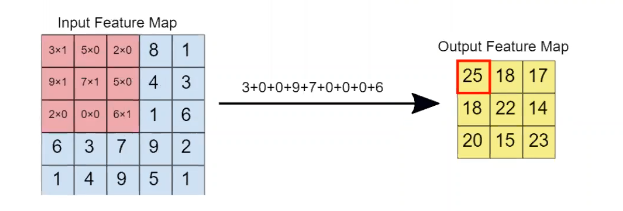 Input Feature Map
3×1 5×0 2×0 8 1
9×1 7×1 5×0 4 3
2×0 0×0 6×1 1 6
6 3 7 9 2
1 4 9 5 1
3+0+0+9+7+0+0+0+6
Output Feature Map
25 18 17
18 22 14
20 15 23